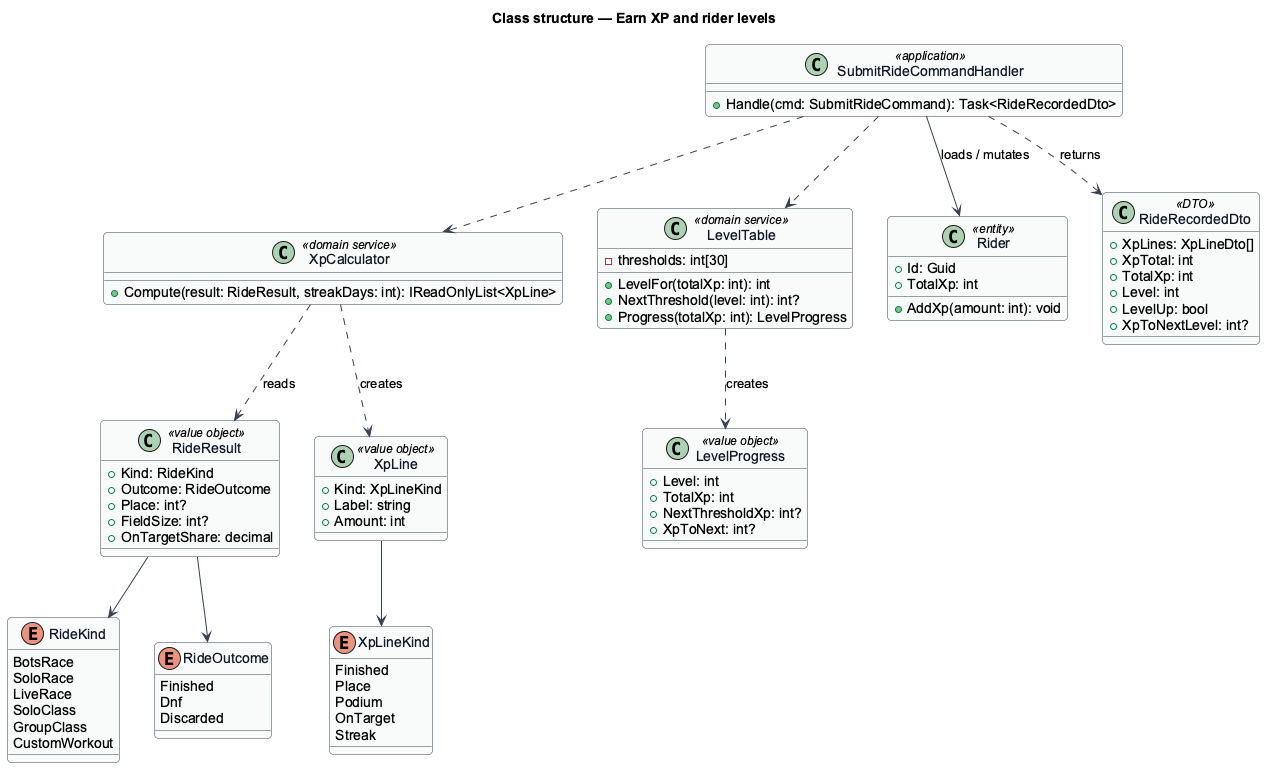 Class structure — Earn XP and rider levels
«application»
C SubmitRideCommandHandler
Handle(cmd: SubmitRideCommand): Task<RideRecordedDto>
loads / mutates
returns
«domain service»
C XpCalculator
Compute(result: RideResult, streakDays: int): IReadOnlyList<XpLine>
«domain service»
C LevelTable
thresholds: int[30]
LevelFor(totalXp: int): int
NextThreshold(level: int): int?
Progress(totalXp: int): LevelProgress
«entity»
C Rider
Id: Guid
TotalXp: int
AddXp(amount: int): void
«DTO»
C RideRecordedDto
XpLines: XpLineDto[]
XpTotal: int
TotalXp: int
Level: int
LevelUp: bool
XpToNextLevel: int?
reads
creates
creates
«value object»
C RideResult
Kind: RideKind
Outcome: RideOutcome
Place: int?
FieldSize: int?
OnTargetShare: decimal
«value object»
C XpLine
Kind: XpLineKind
Label: string
Amount: int
«value object»
C LevelProgress
Level: int
TotalXp: int
NextThresholdXp: int?
XpToNext: int?
E RideKind
BotsRace
SoloRace
LiveRace
SoloClass
GroupClass
CustomWorkout
E RideOutcome
Finished
Dnf
Discarded
E XpLineKind
Finished
Place
Podium
OnTarget
Streak